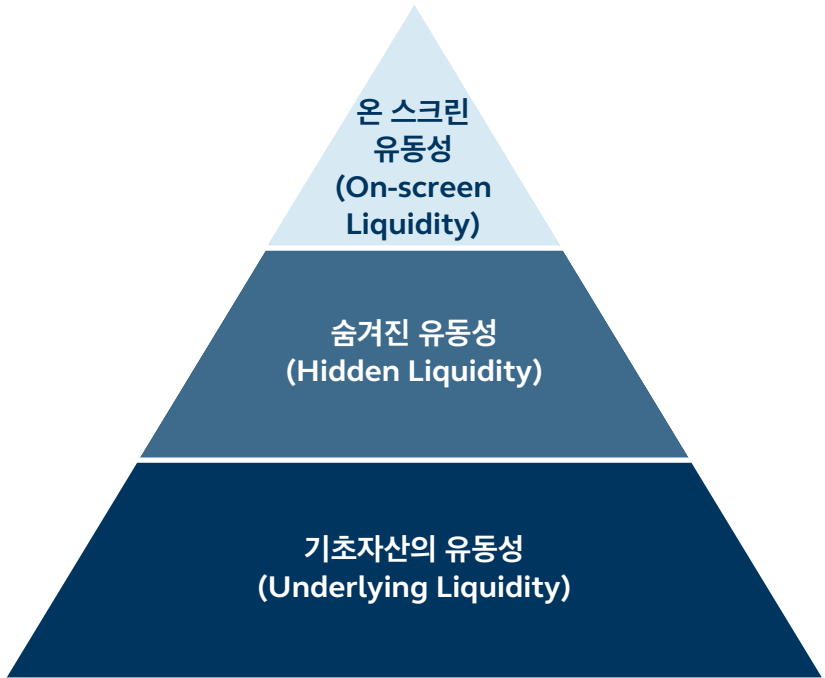 온 스크린
유동성
(On-screen
Liquidity)
숨겨진 유동성
(Hidden Liquidity)
기초자산의 유동성
(Underlying Liquidity)